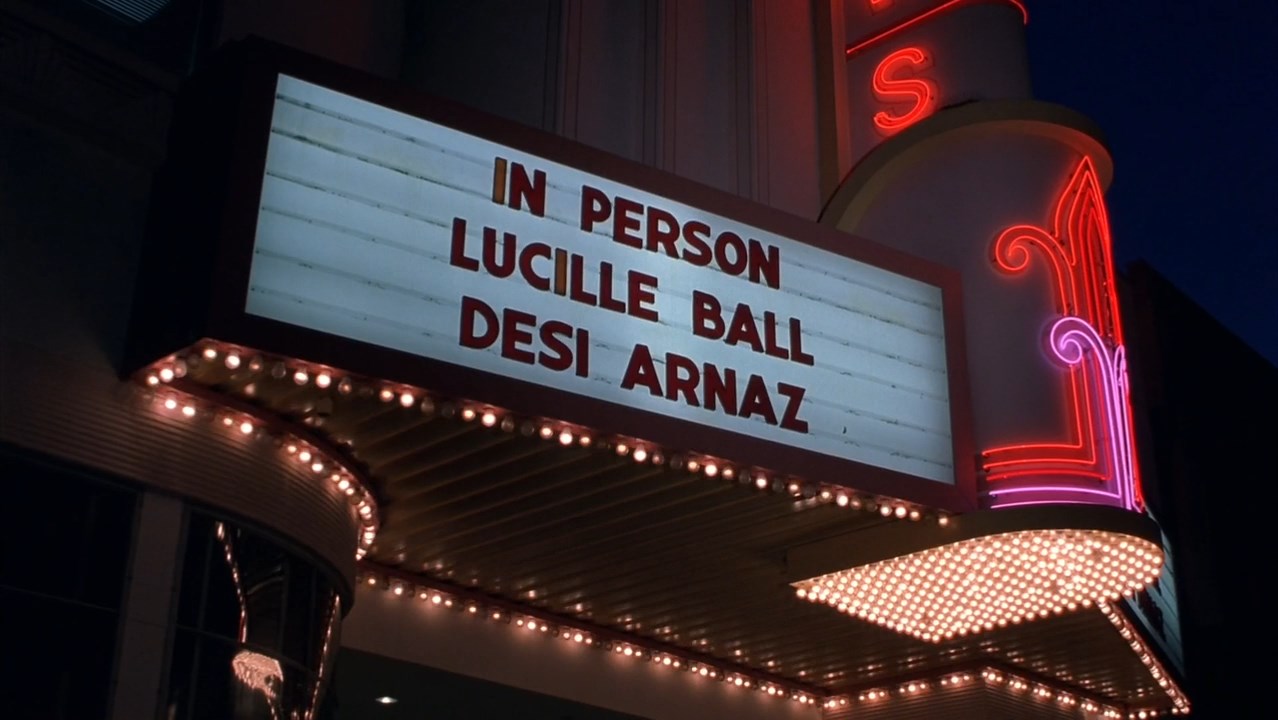 S
IN PERSON
LUCILLE BALL
DESI ARNAZ